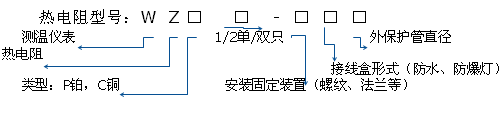 热电阻型号：W Z □ □ - □ □ □
测温仪表 1/2单/双只 外保护管直径
热电阻 接线盒形式（防水、防爆灯）
类型：P铂，C铜 安装固定装置（螺纹、法兰等）